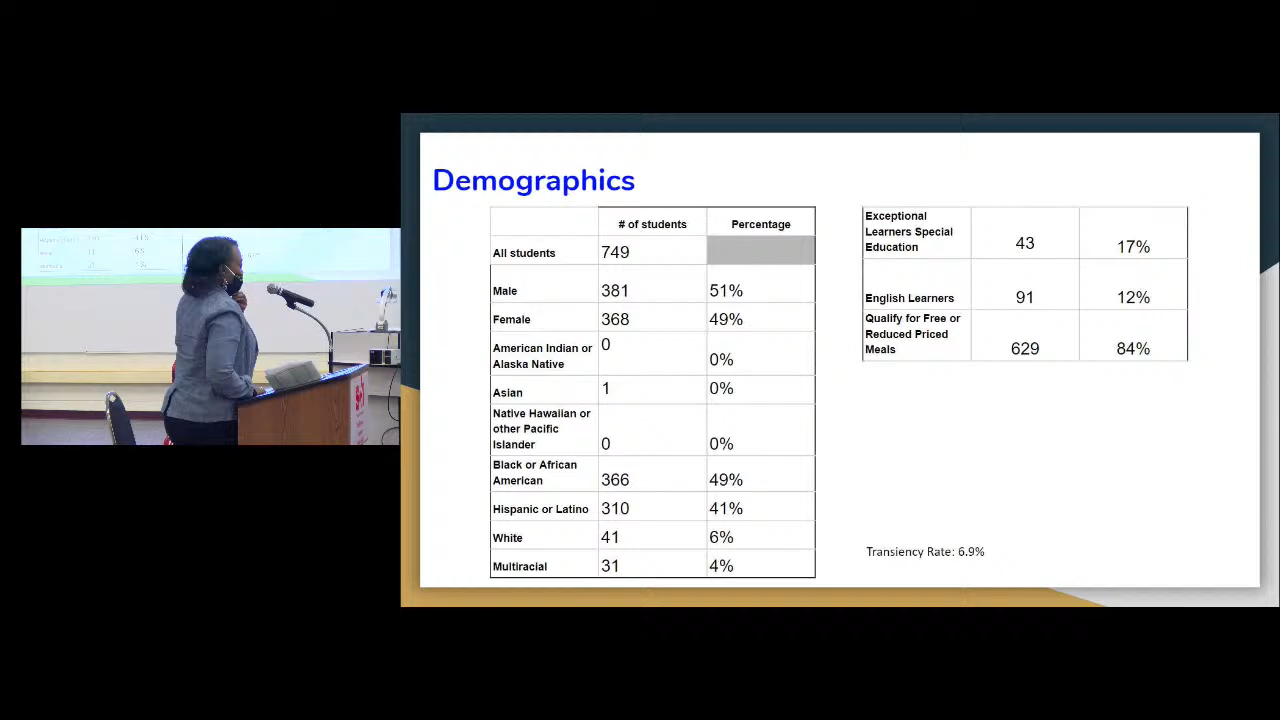 Demographics
# of students Percentage
All students 749
Male 381 51%
Female 368 49%
American Indian or
Alaska Native
0 0%
Asian 1 0%
Native Hawaiian or
other Pacific
Islander 0 0%
Black or African
American 366 49%
Hispanic or Latino 310 41%
White 41 6%
Multiracial 31 4%
Exceptional
Learners Special
Education 43 17%
English Learners 91 12%
Qualify for Free or
Reduced Priced
Meals 629 84%
Transiency Rate: 6.9%